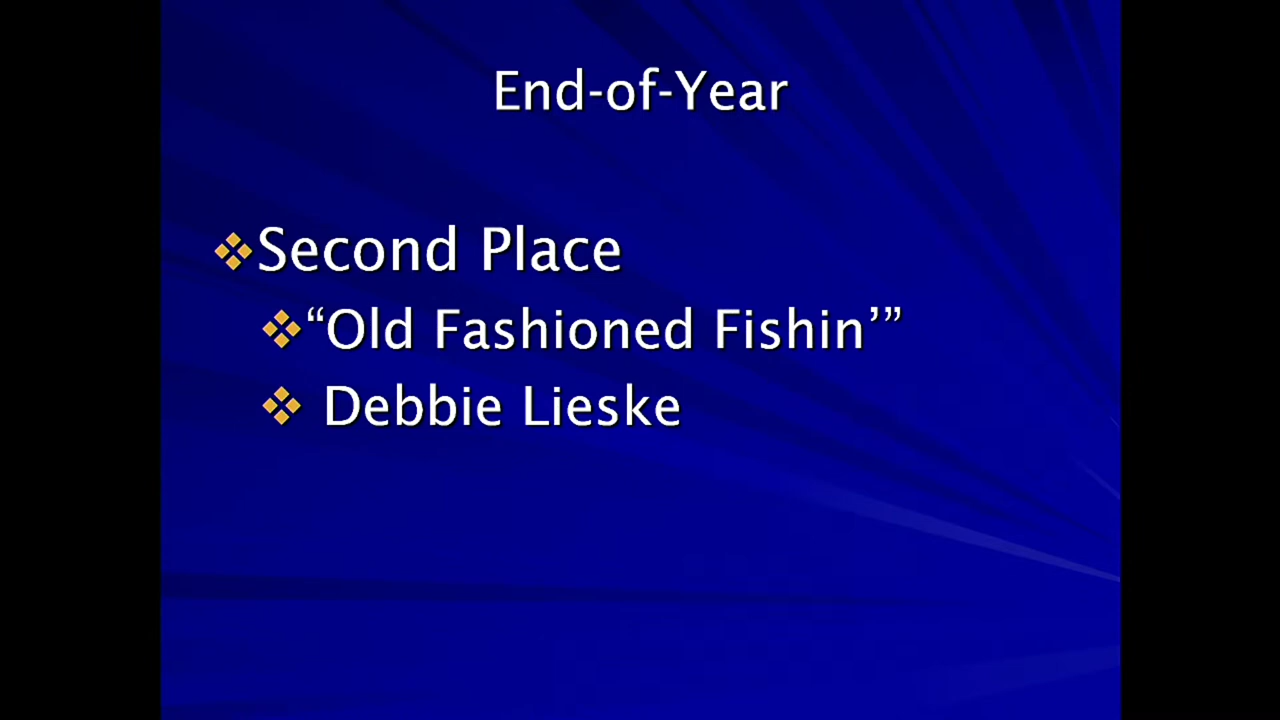 End-of-Year
❖Second Place
❖“Old Fashioned Fishin’”
❖ Debbie Lieske